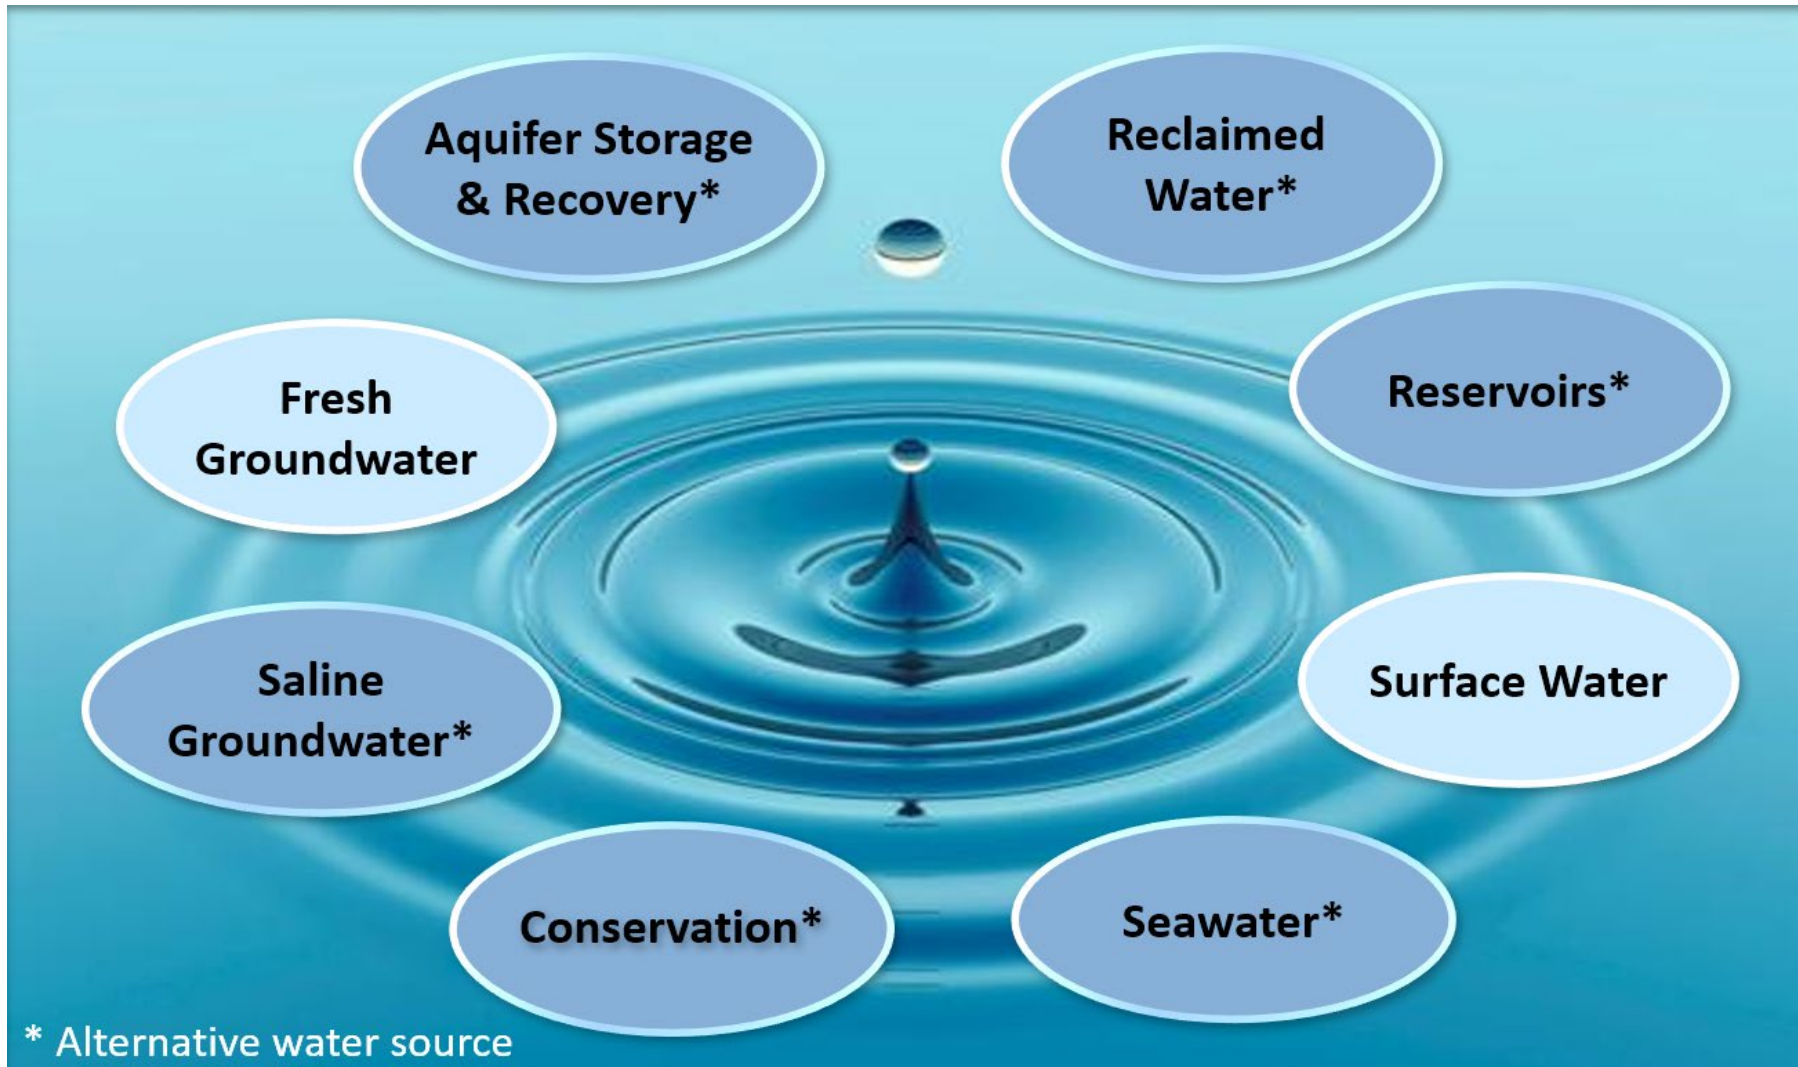 Aquifer Storage
& Recovery*
Reclaimed
Water*
Fresh
Groundwater
Reservoirs*
Saline
Groundwater*
Surface Water
Conservation*
Seawater*
* Alternative water source